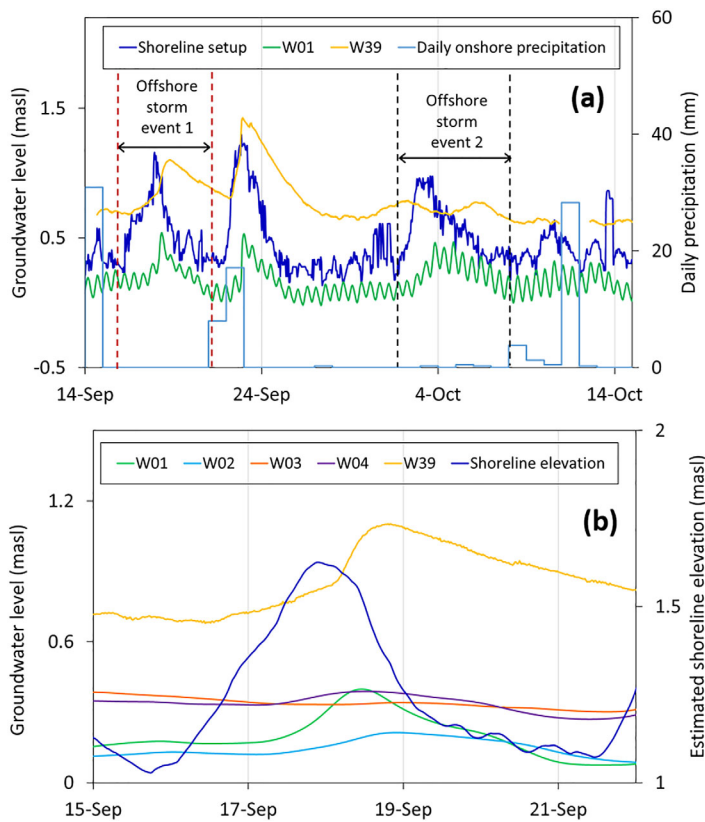 Shoreline setup W01 W39 Daily onshore precipitation
Offshore
storm
event 1
Offshore
storm
event 2
(a)
Groundwater level (masl)
1.5
0.5
-0.5
Daily precipitation (mm)
60
40
20
0
14-Sep 24-Sep 4-Oct 14-Oct
W01 W02 W03 W04 W39 Shoreline elevation
(b)
Groundwater level (masl)
1.2
0.6
0
Estimated shoreline elevation (masl)
2
1.5
1
15-Sep 17-Sep 19-Sep 21-Sep